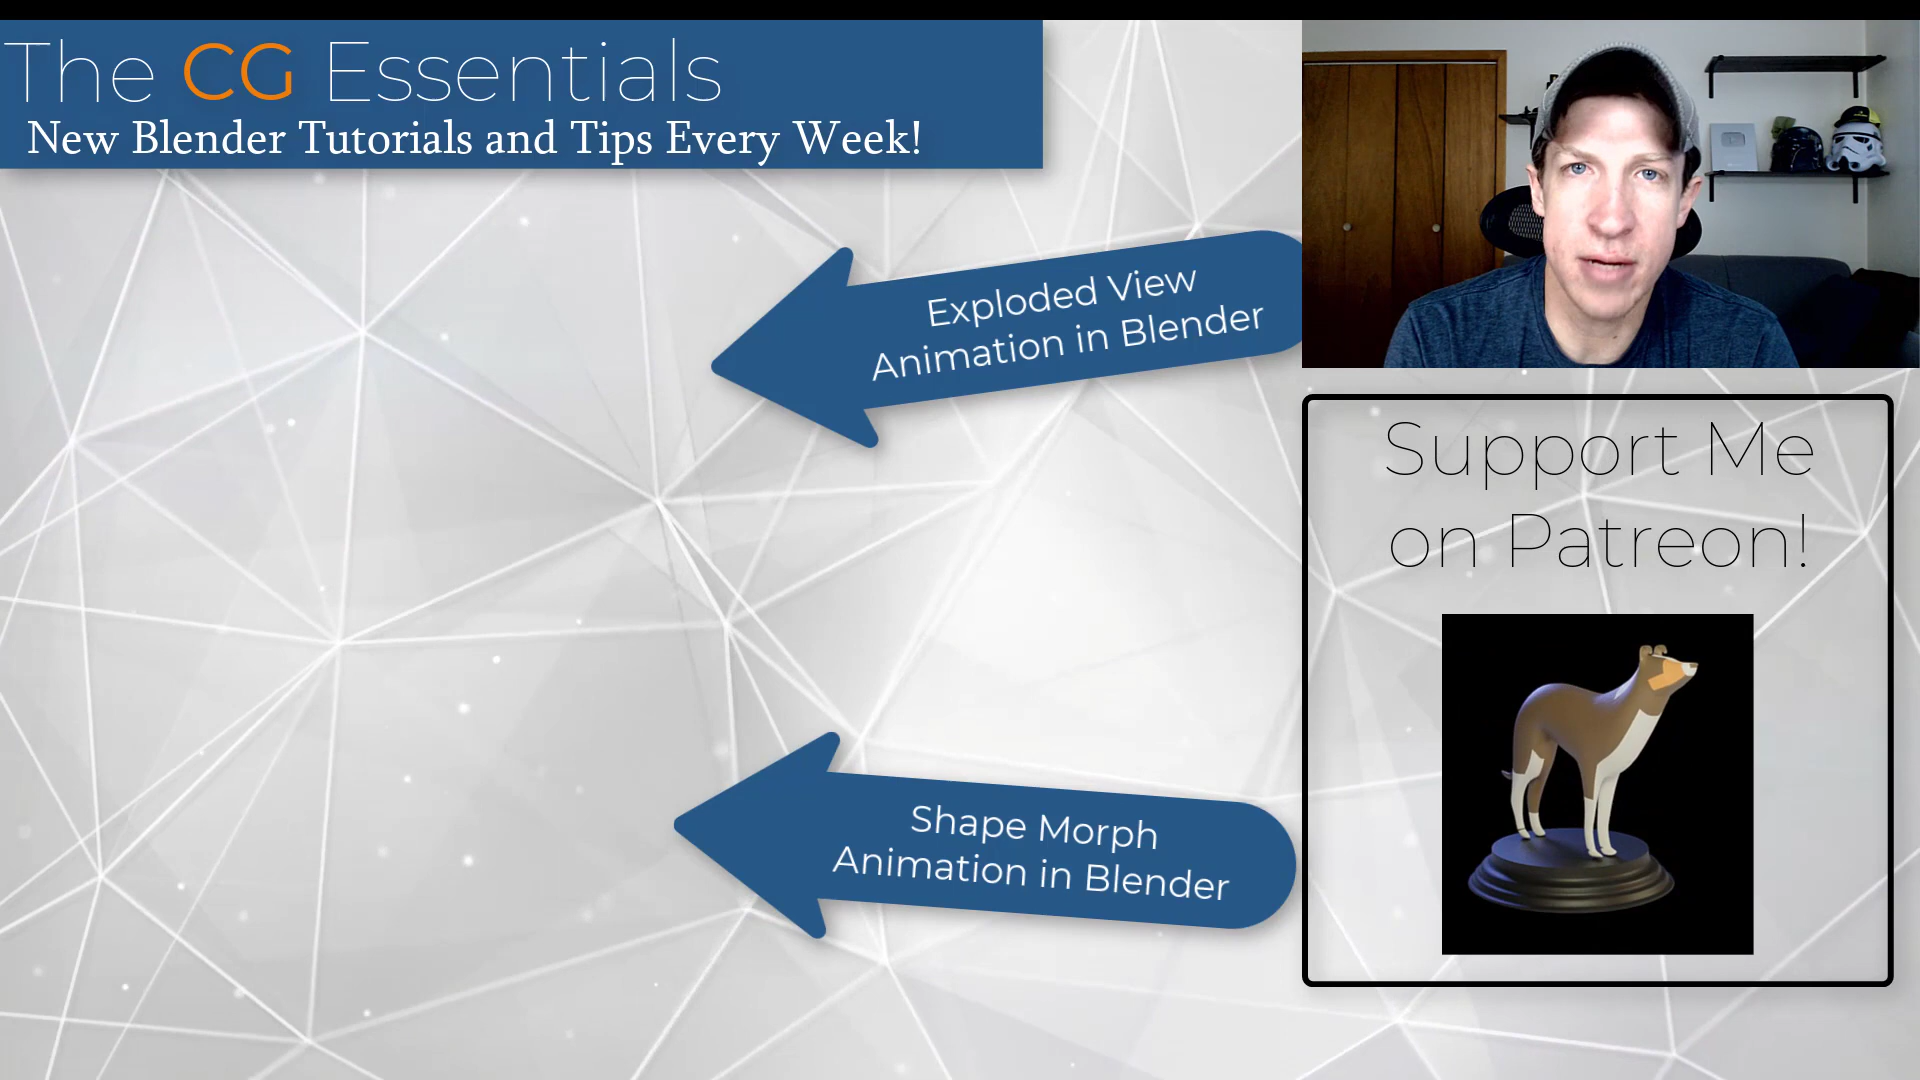 The CG Essentials
New Blender Tutorials and Tips Every Week!
Exploded View
Animation in Blender
Support Me
on Patreon!
Shape Morph
Animation in Blender